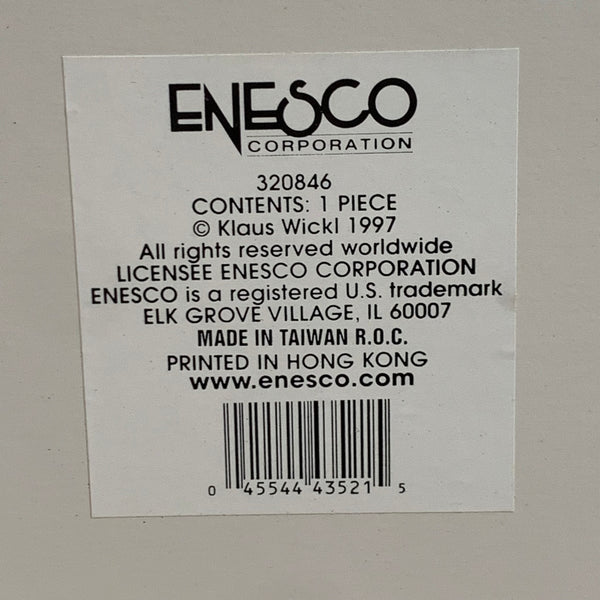 ENESCO
CORPORATION
320846
CONTENTS: 1 PIECE
© Klaus Wickl 1997
All rights reserved worldwide
LICENSEE ENESCO CORPORATION
ENESCO is a registered U.S. trademark
ELK GROVE VILLAGE, IL 60007
MADE IN TAIWAN R.O.C.
PRINTED IN HONG KONG
www.enesco.com
0 45544 43521 5